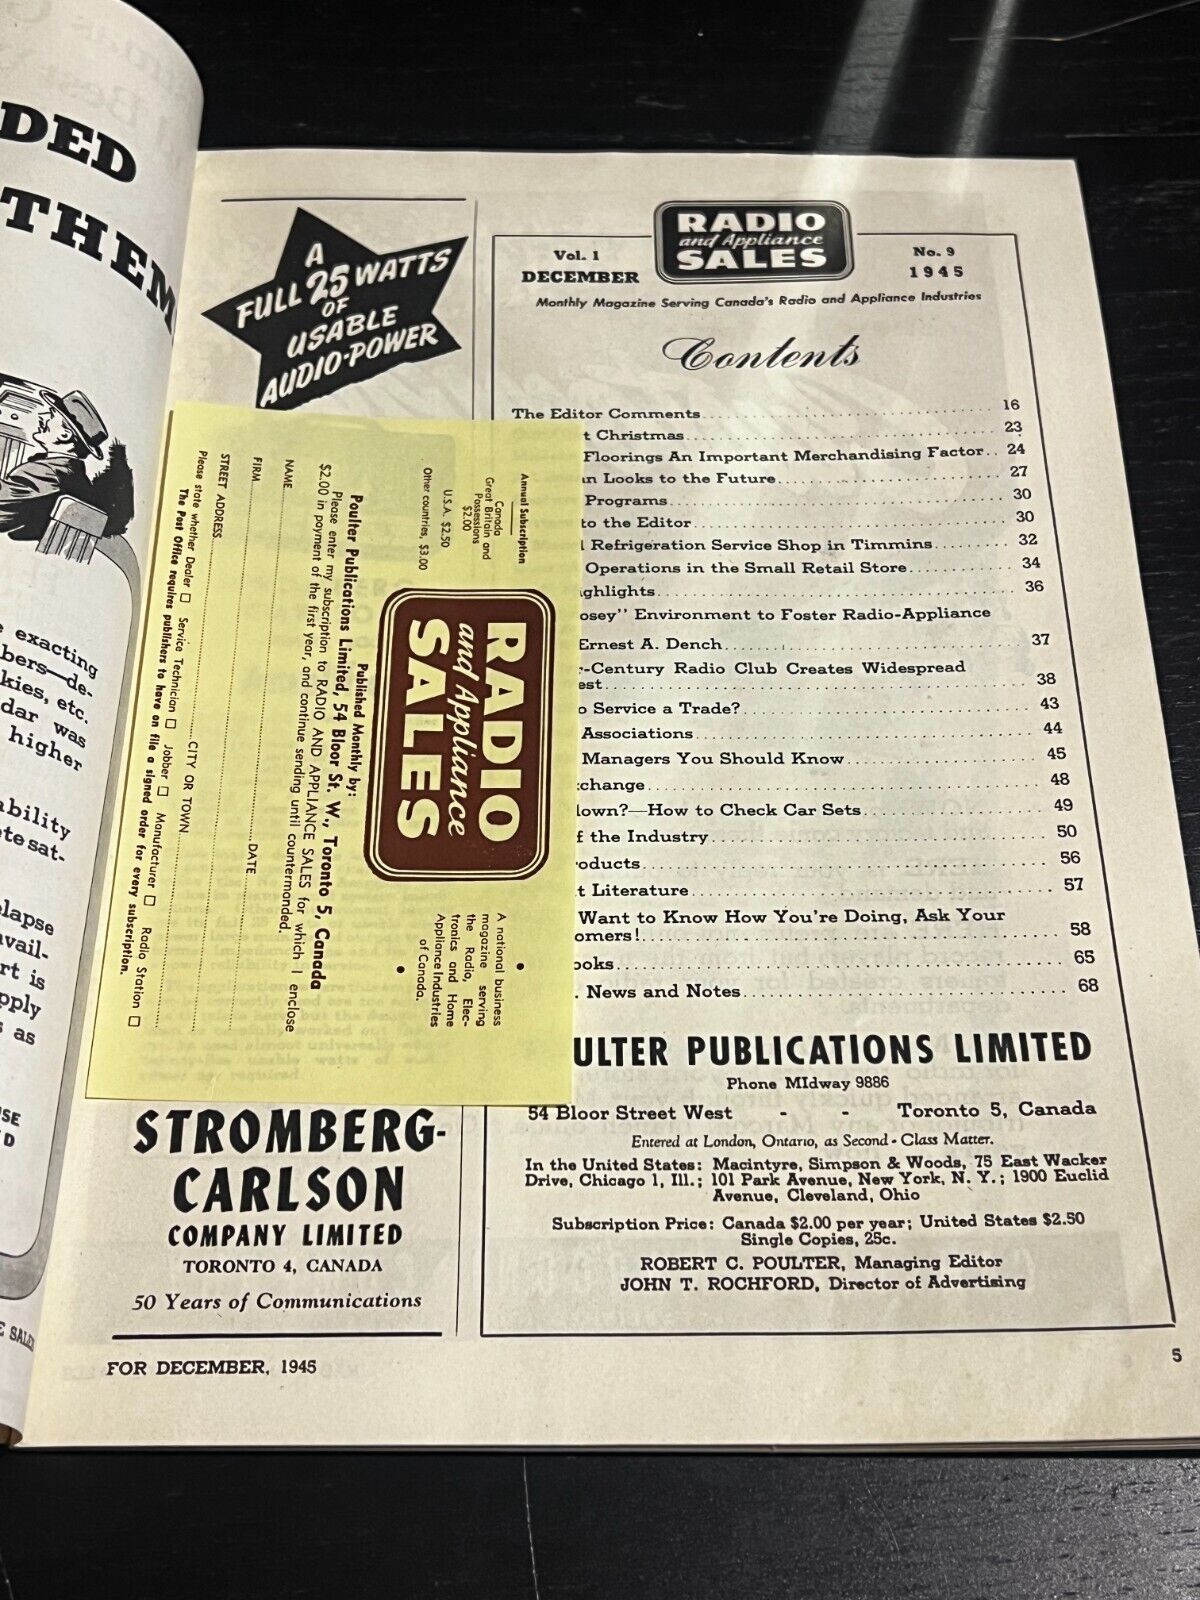 DED
THEM
e exacting
bers—de-
kies, etc.
dar was
higher
ability
ete sat-
lapse
avail-
rt is
pply
s as
SE
D
E SALES
A
FULL 25 WATTS
OF
USABLE
AUDIO-POWER
STROMBERG-
CARLSON
COMPANY LIMITED
TORONTO 4, CANADA
50 Years of Communications
FOR DECEMBER, 1945
Annual Subscription
Canada
Great Britain and
Possessions
$2.00
U.S.A. $2.50
Other countries, $3.00
RADIO
and Appliance
SALES
A national business
magazine serving
the Radio, Elec-
tronics and Home
Appliance Industries
of Canada.
Published Monthly by:
Poulter Publications Limited, 54 Bloor St. W., Toronto 5, Canada
Please enter my subscription to RADIO AND APPLIANCE SALES for which I enclose
$2.00 in payment of the first year, and continue sending until countermanded.
NAME
FIRM DATE
STREET ADDRESS CITY OR TOWN
Please state whether Dealer □ Service Technician □ Jobber □ Manufacturer □ Radio Station □
The Post Office requires publishers to have on file a signed order for every subscription.
RADIO
and Appliance
SALES
Vol. 1 No. 9
DECEMBER 1945
Monthly Magazine Serving Canada's Radio and Appliance Industries
Contents
The Editor Comments 16
t Christmas 23
Floorings An Important Merchandising Factor 24
n Looks to the Future 27
Programs 30
to the Editor 30
l Refrigeration Service Shop in Timmins 32
Operations in the Small Retail Store 34
ghlights 36
osey" Environment to Foster Radio-Appliance
Ernest A. Dench 37
r-Century Radio Club Creates Widespread
est 38
o Service a Trade? 43
Associations 44
Managers You Should Know 45
xchange 48
down?—How to Check Car Sets 49
f the Industry 50
roducts 56
t Literature 57
Want to Know How You're Doing, Ask Your
omers! 58
ooks 65
. News and Notes 68
OULTER PUBLICATIONS LIMITED
Phone MIdway 9886
54 Bloor Street West - - Toronto 5, Canada
Entered at London, Ontario, as Second-Class Matter.
In the United States: Macintyre, Simpson & Woods, 75 East Wacker
Drive, Chicago 1, Ill.; 101 Park Avenue, New York, N. Y.; 1900 Euclid
Avenue, Cleveland, Ohio
Subscription Price: Canada $2.00 per year; United States $2.50
Single Copies, 25c.
ROBERT C. POULTER, Managing Editor
JOHN T. ROCHFORD, Director of Advertising
5